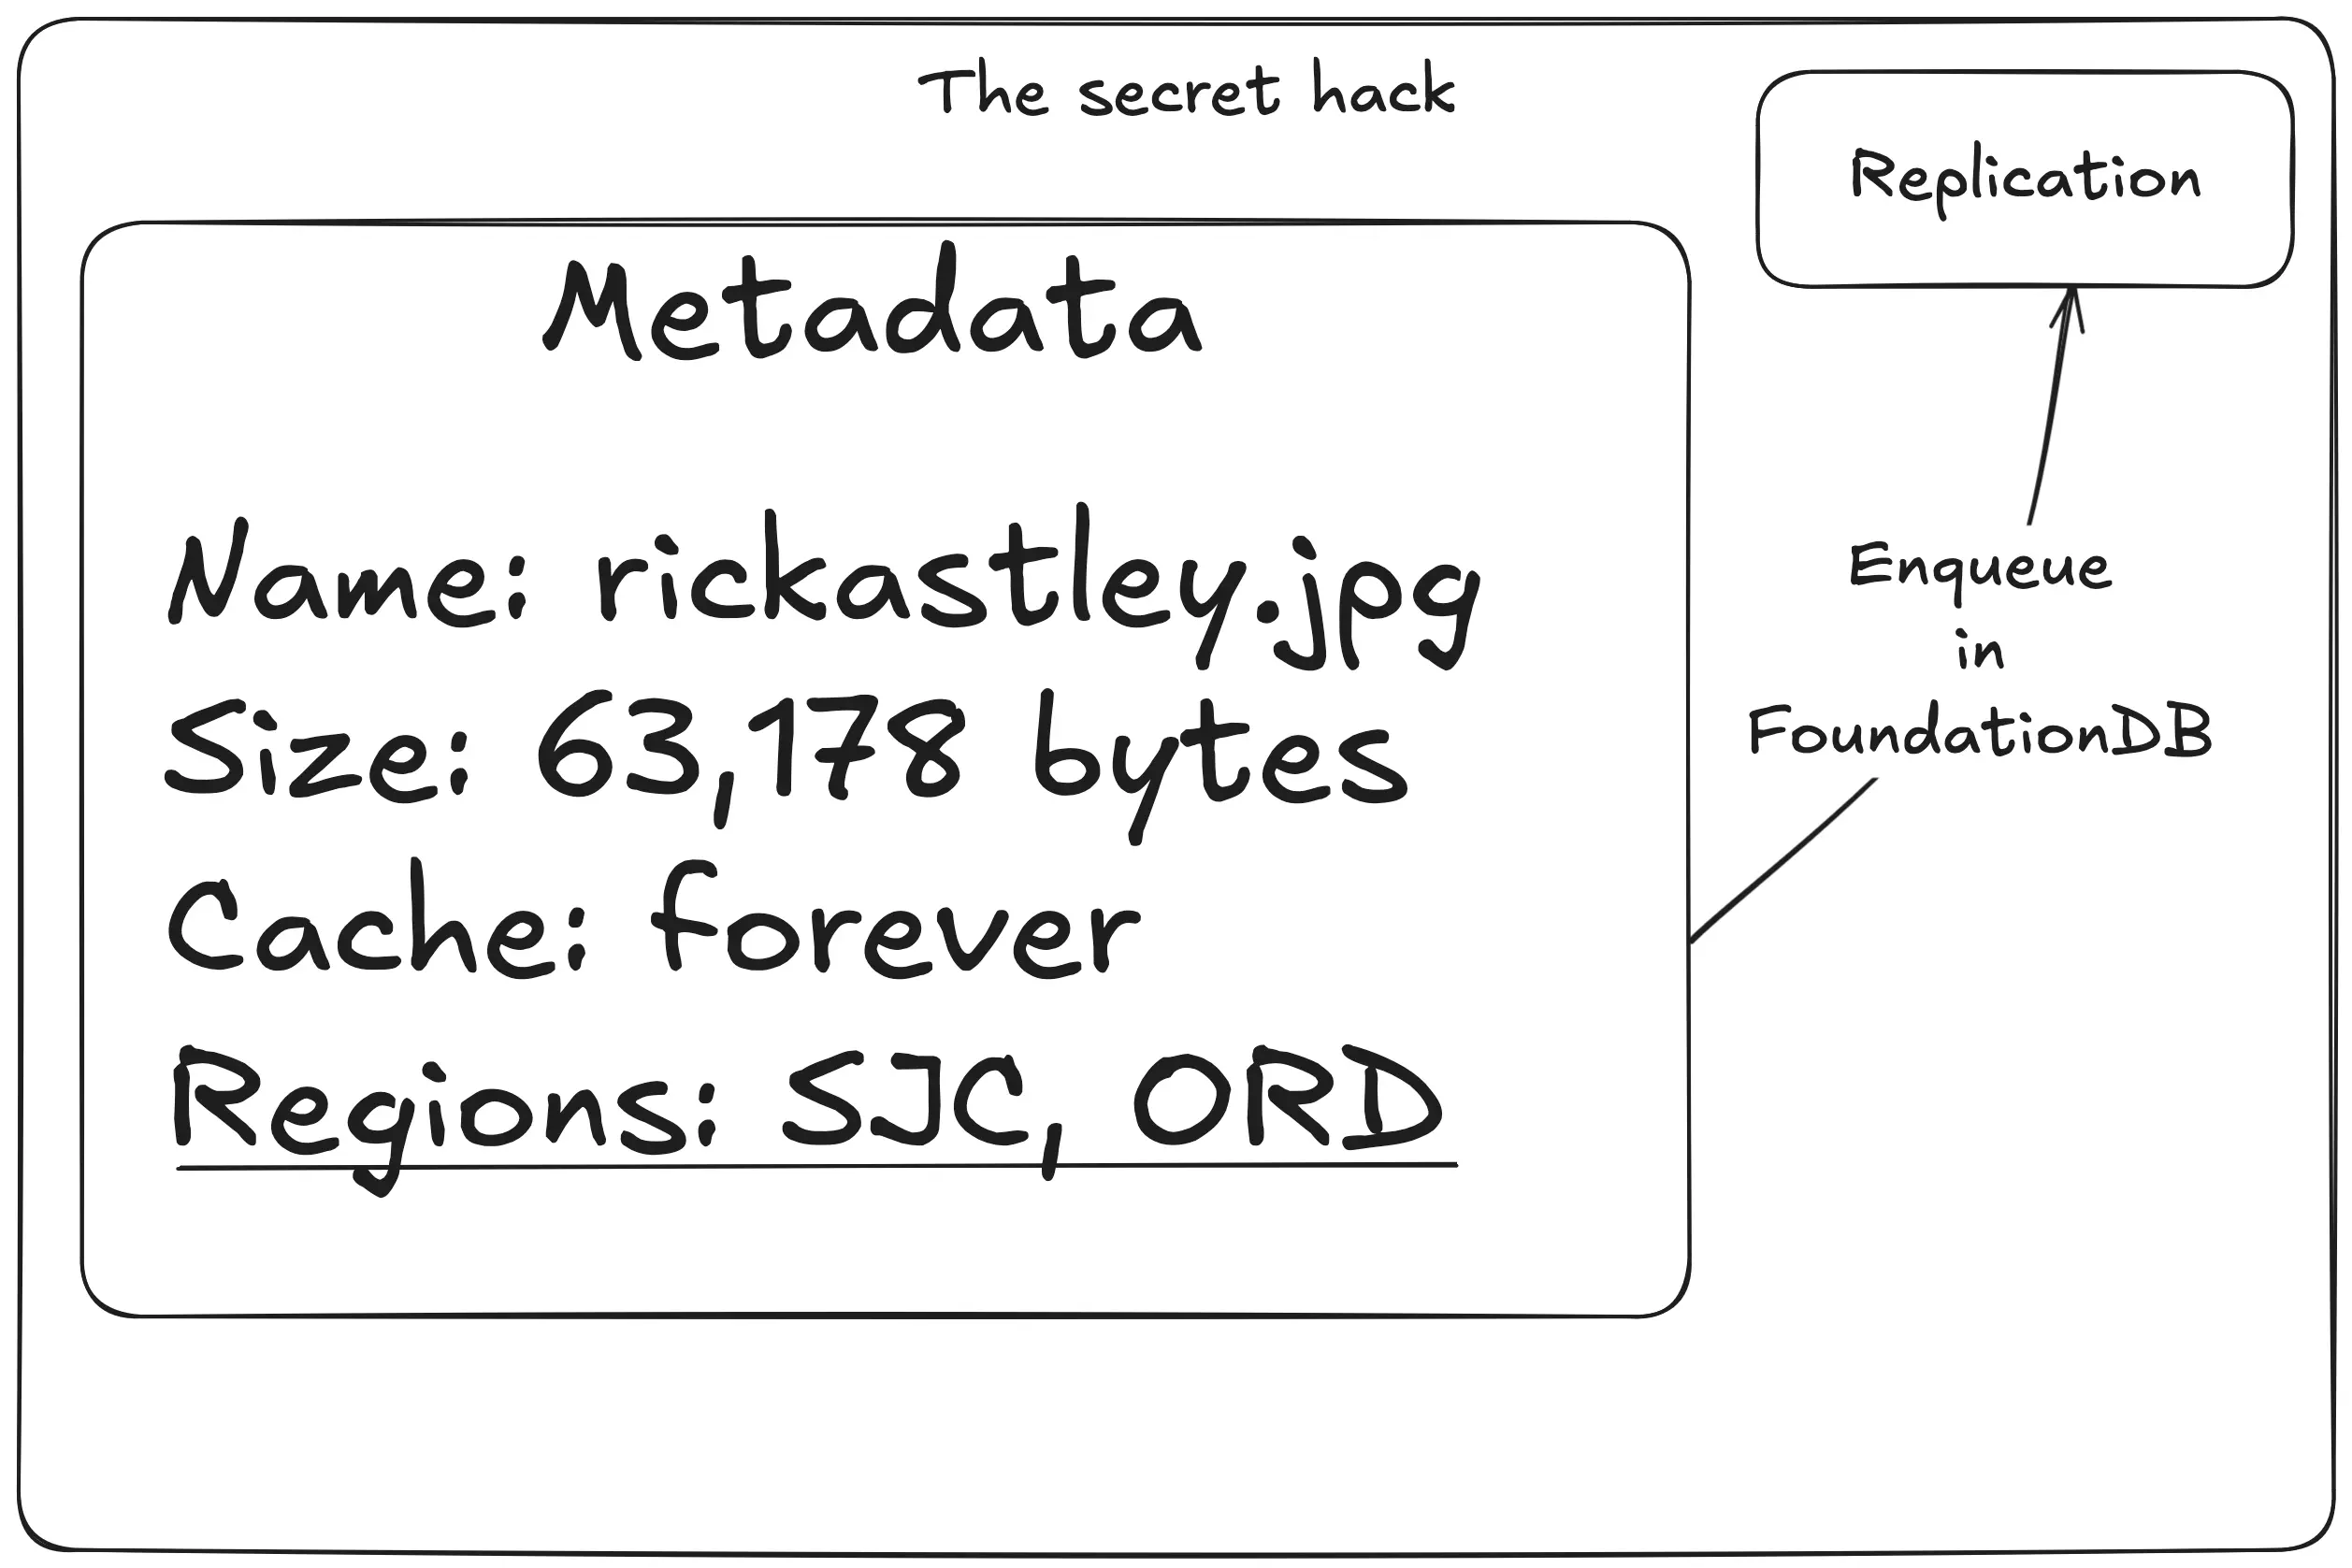 The secret hack
Replication
Metadata
Name: rickastley.jpg
Size: 63,178 bytes
Cache: forever
Regions: SJC, ORD
Enqueue
in
FoundationDB